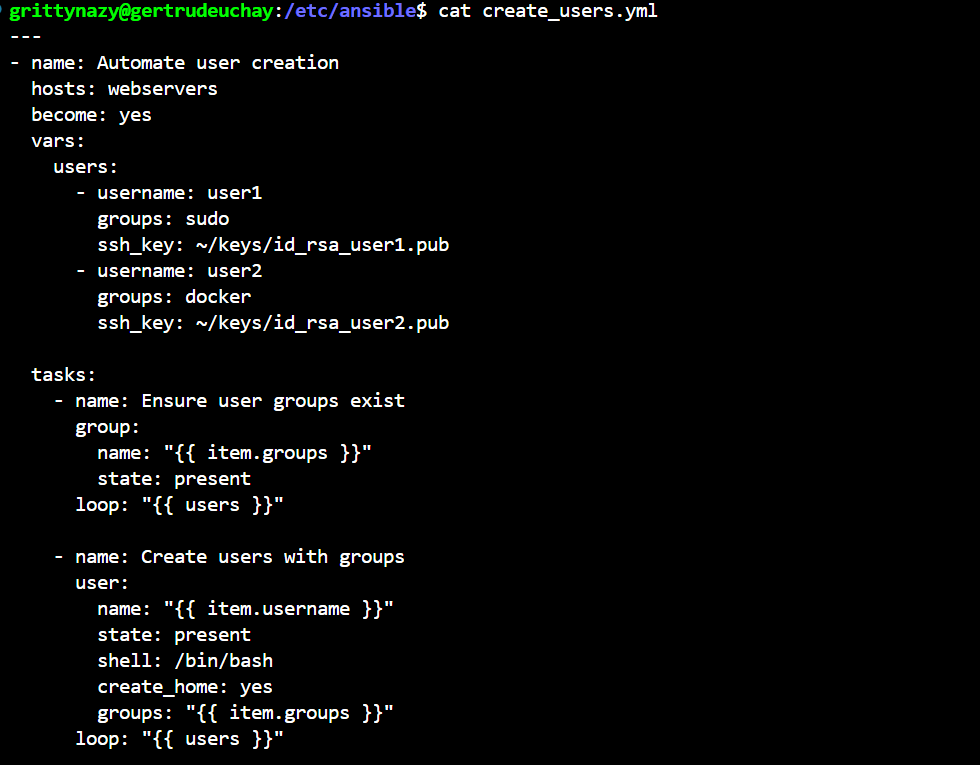 grittynazy@gertrudeuchay:/etc/ansible$ cat create_users.yml
---
- name: Automate user creation
  hosts: webservers
  become: yes
  vars:
    users:
      - username: user1
        groups: sudo
        ssh_key: ~/keys/id_rsa_user1.pub
      - username: user2
        groups: docker
        ssh_key: ~/keys/id_rsa_user2.pub

  tasks:
    - name: Ensure user groups exist
      group:
        name: "{{ item.groups }}"
        state: present
      loop: "{{ users }}"

    - name: Create users with groups
      user:
        name: "{{ item.username }}"
        state: present
        shell: /bin/bash
        create_home: yes
        groups: "{{ item.groups }}"
      loop: "{{ users }}"